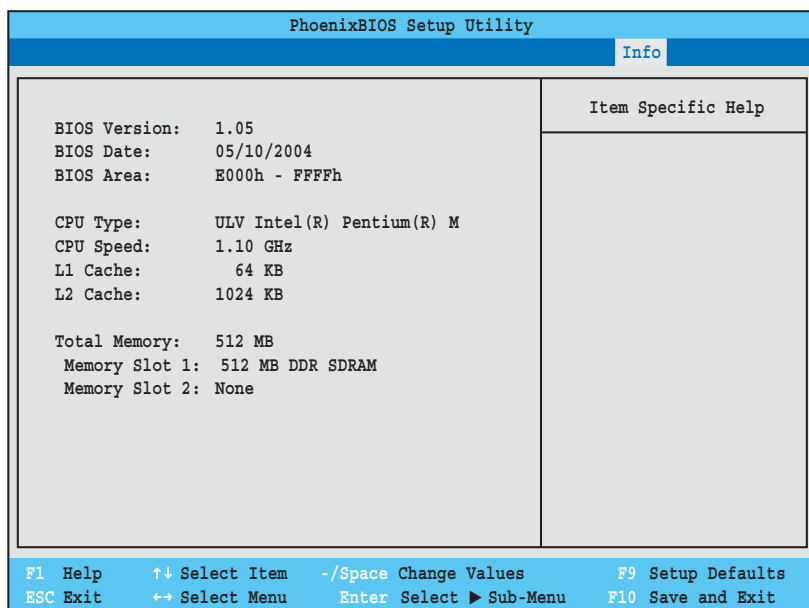 PhoenixBIOS Setup Utility
Info
Item Specific Help
BIOS Version: 1.05
BIOS Date: 05/10/2004
BIOS Area: E000h - FFFFh
CPU Type: ULV Intel(R) Pentium(R) M
CPU Speed: 1.10 GHz
L1 Cache: 64 KB
L2 Cache: 1024 KB
Total Memory: 512 MB
Memory Slot 1: 512 MB DDR SDRAM
Memory Slot 2: None
F1 Help ↑↓ Select Item -/Space Change Values F9 Setup Defaults
ESC Exit ←→ Select Menu Enter Select ▶ Sub-Menu F10 Save and Exit